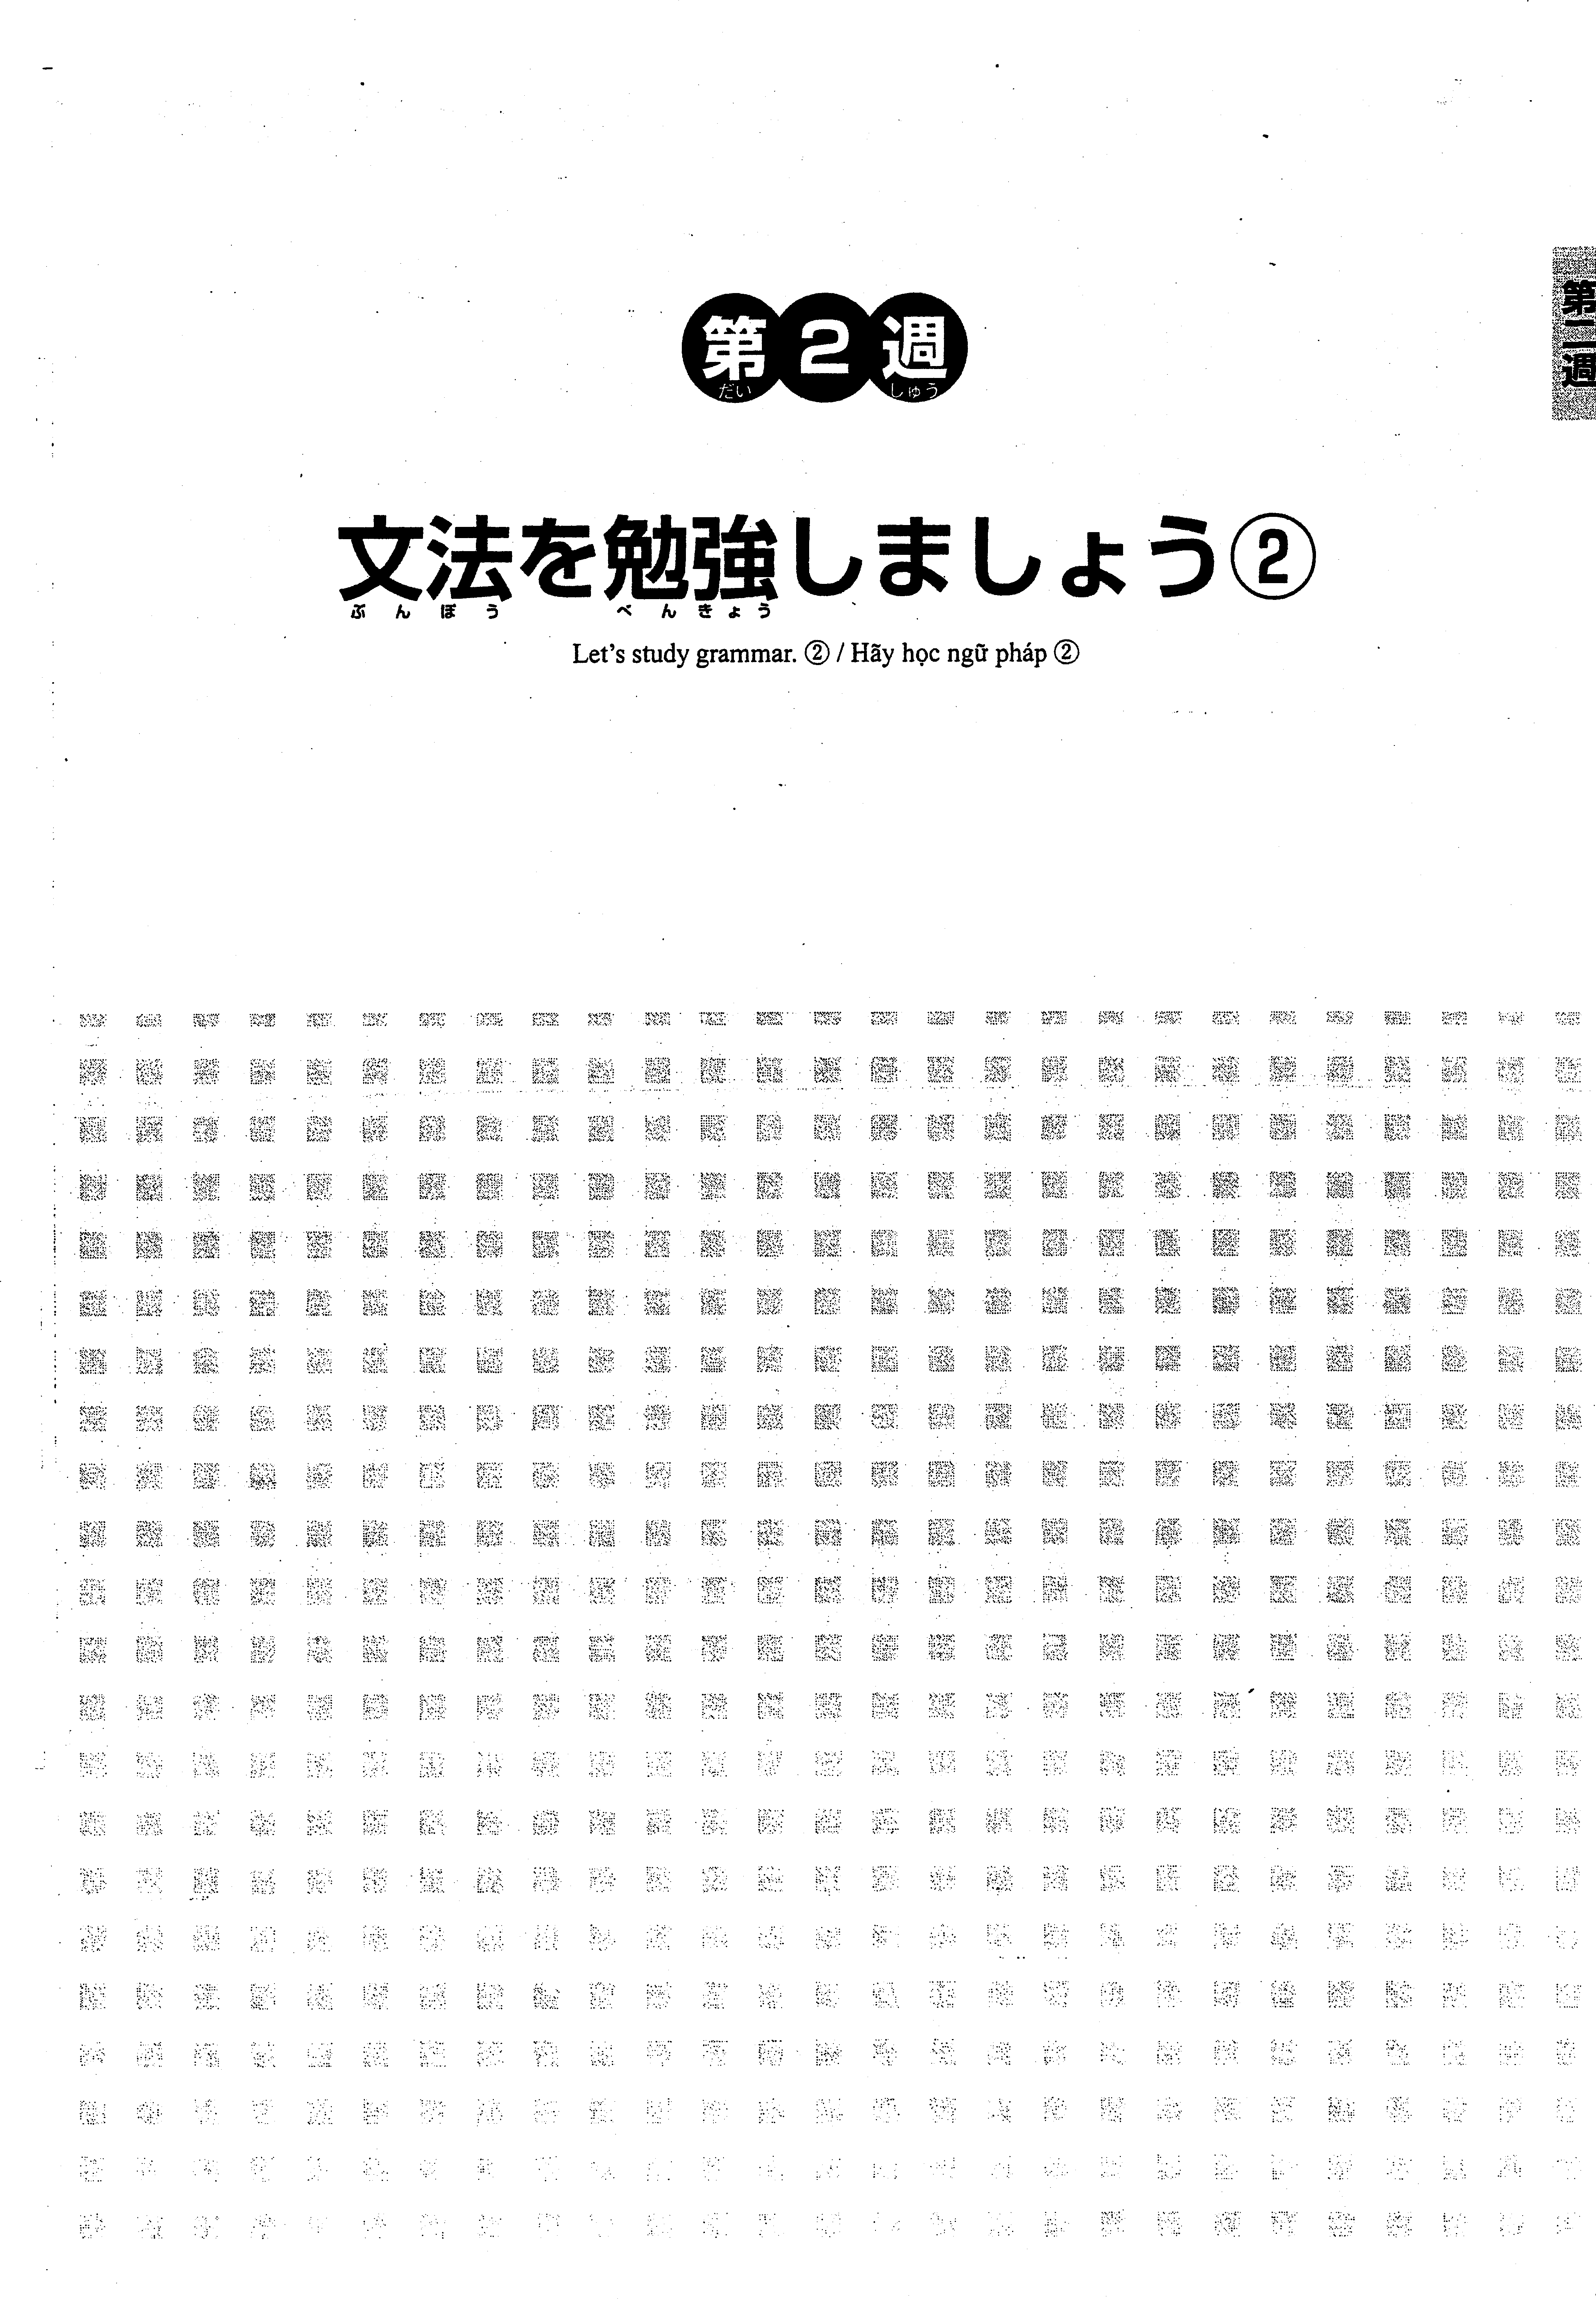 第2週
だい しゅう
文法を勉強しましょう②
ぶんぽう べんきょう
Let's study grammar. ② / Hãy học ngữ pháp ②
第二週